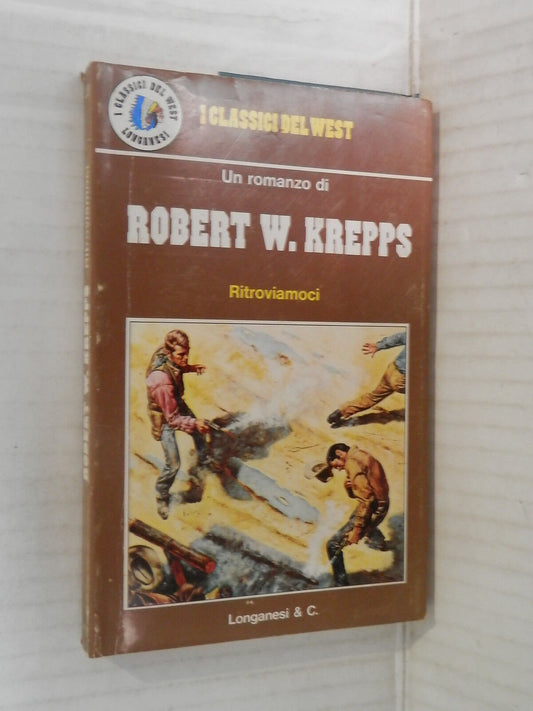 I CLASSICI DEL WEST
LONGANESI
I CLASSICI DEL WEST
Un romanzo di
ROBERT W. KREPPS
Ritroviamoci
Longanesi & C.